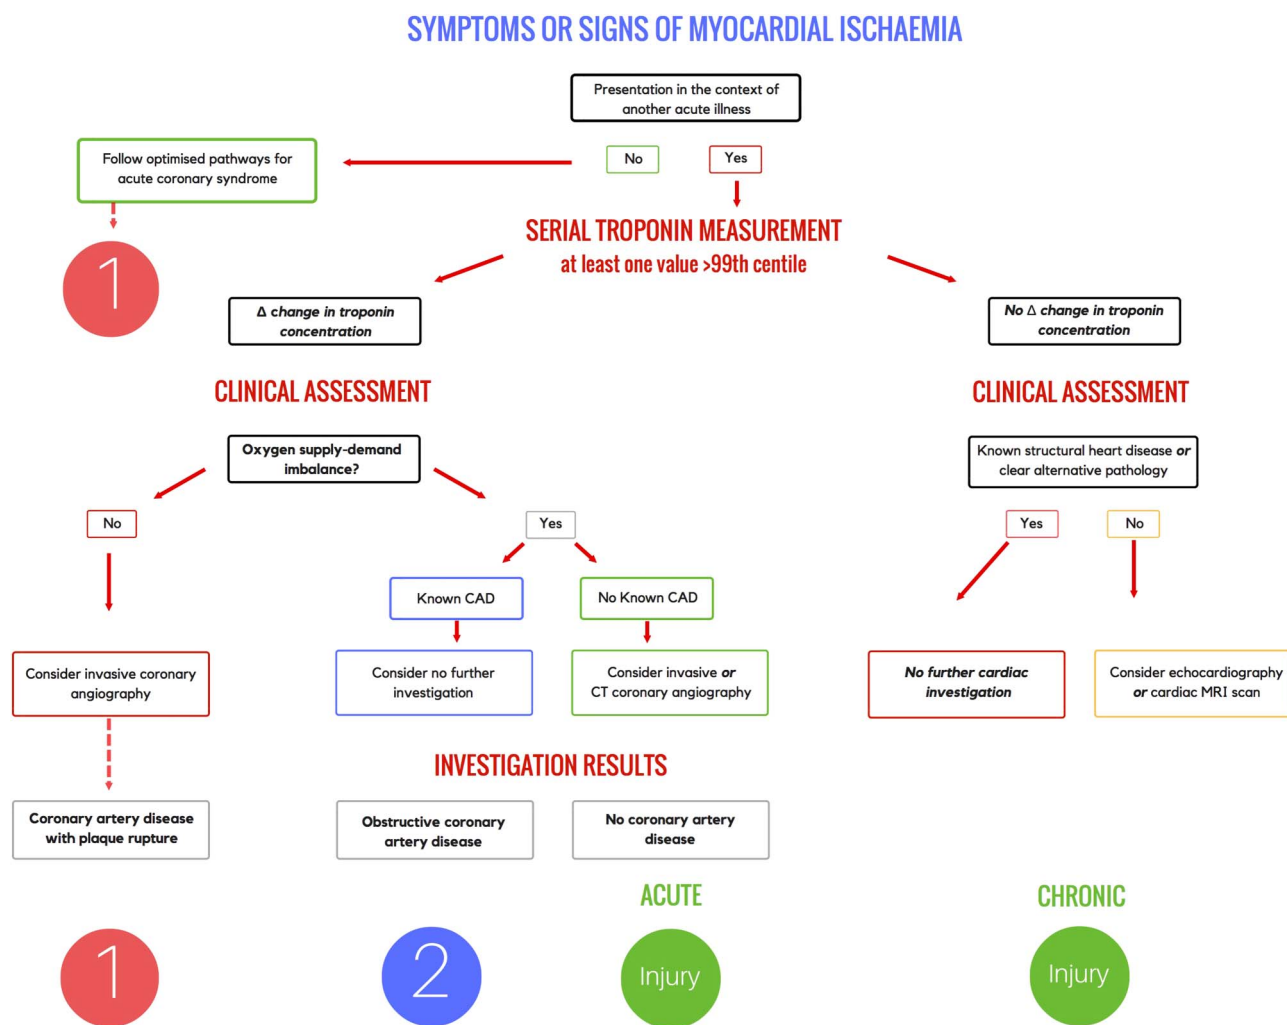 SYMPTOMS OR SIGNS OF MYOCARDIAL ISCHAEMIA
Presentation in the context of
another acute illness
No
Yes
Follow optimised pathways for
acute coronary syndrome
1
SERIAL TROPONIN MEASUREMENT
at least one value >99th centile
Δ change in troponin
concentration
No Δ change in troponin
concentration
CLINICAL ASSESSMENT
CLINICAL ASSESSMENT
Oxygen supply-demand
imbalance?
Known structural heart disease or
clear alternative pathology
No
Yes
Yes
No
Known CAD
No Known CAD
Consider invasive coronary
angiography
Consider no further
investigation
Consider invasive or
CT coronary angiography
No further cardiac
investigation
Consider echocardiography
or cardiac MRI scan
INVESTIGATION RESULTS
Coronary artery disease
with plaque rupture
Obstructive coronary
artery disease
No coronary artery
disease
ACUTE
CHRONIC
1
2
Injury
Injury